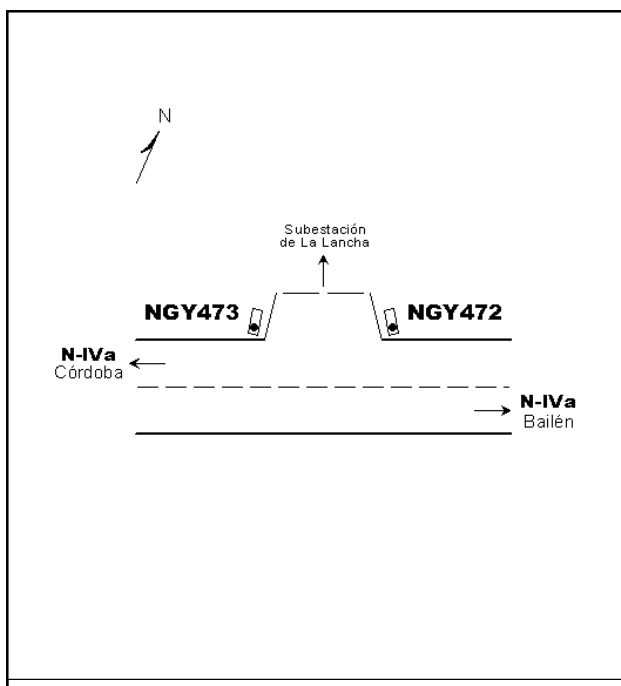 N
Subestación
de La Lancha
NGY473
NGY472
N-IVa
Córdoba
N-IVa
Bailén